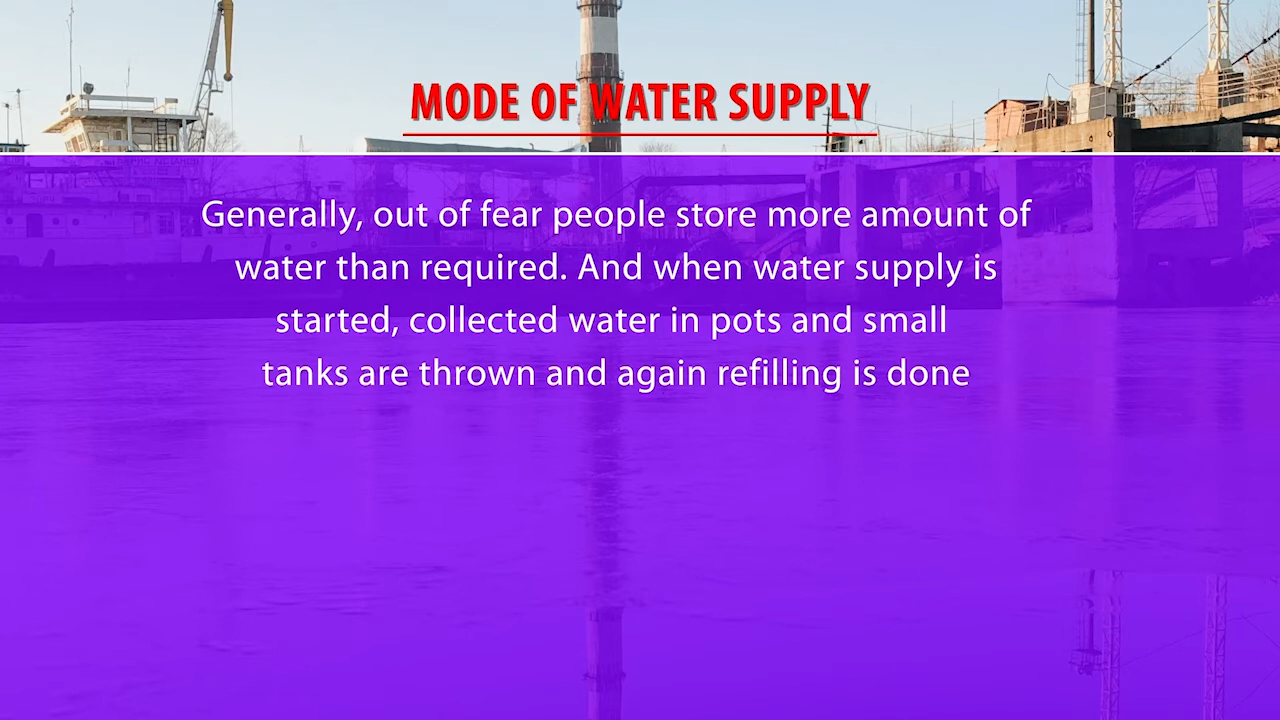 MODE OF WATER SUPPLY
Generally, out of fear people store more amount of
water than required. And when water supply is
started, collected water in pots and small
tanks are thrown and again refilling is done